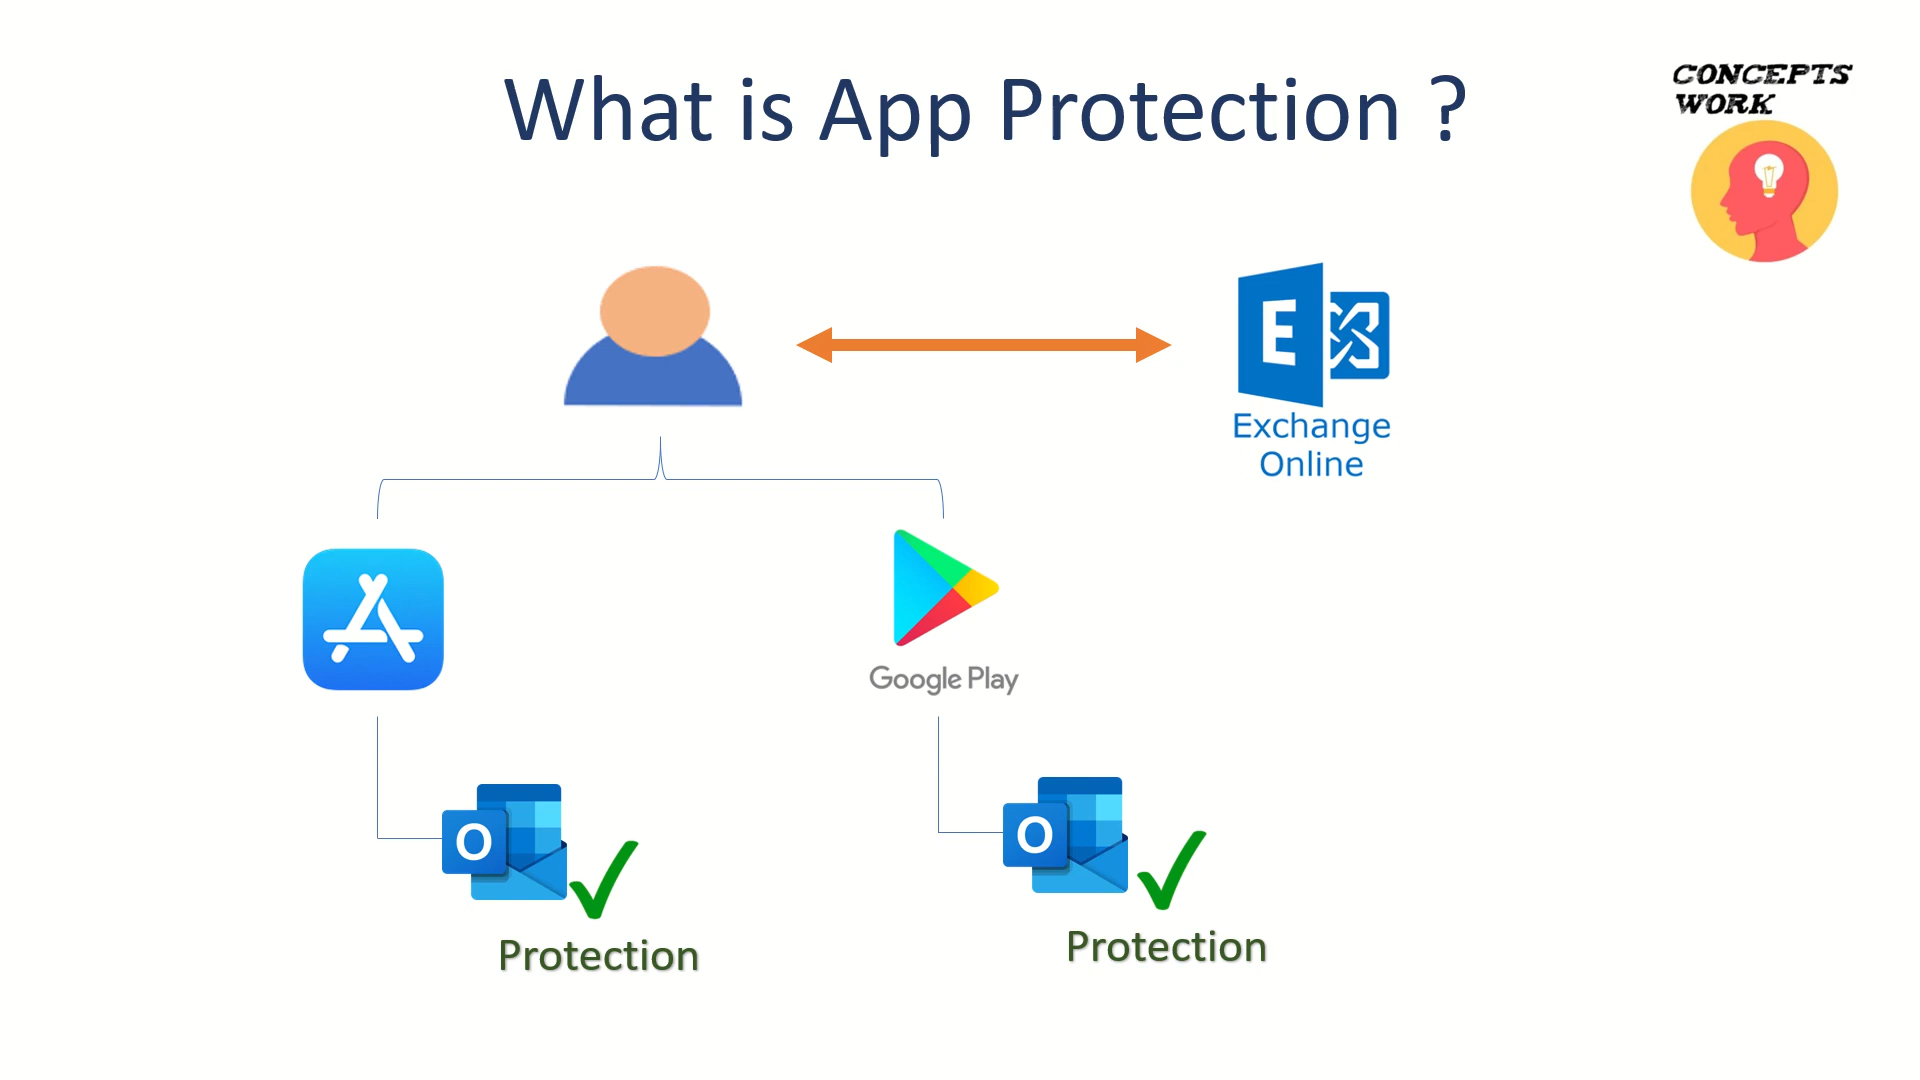 What is App Protection ?
CONCEPTS
WORK
E
Exchange
Online
Google Play
O
Protection
O
Protection